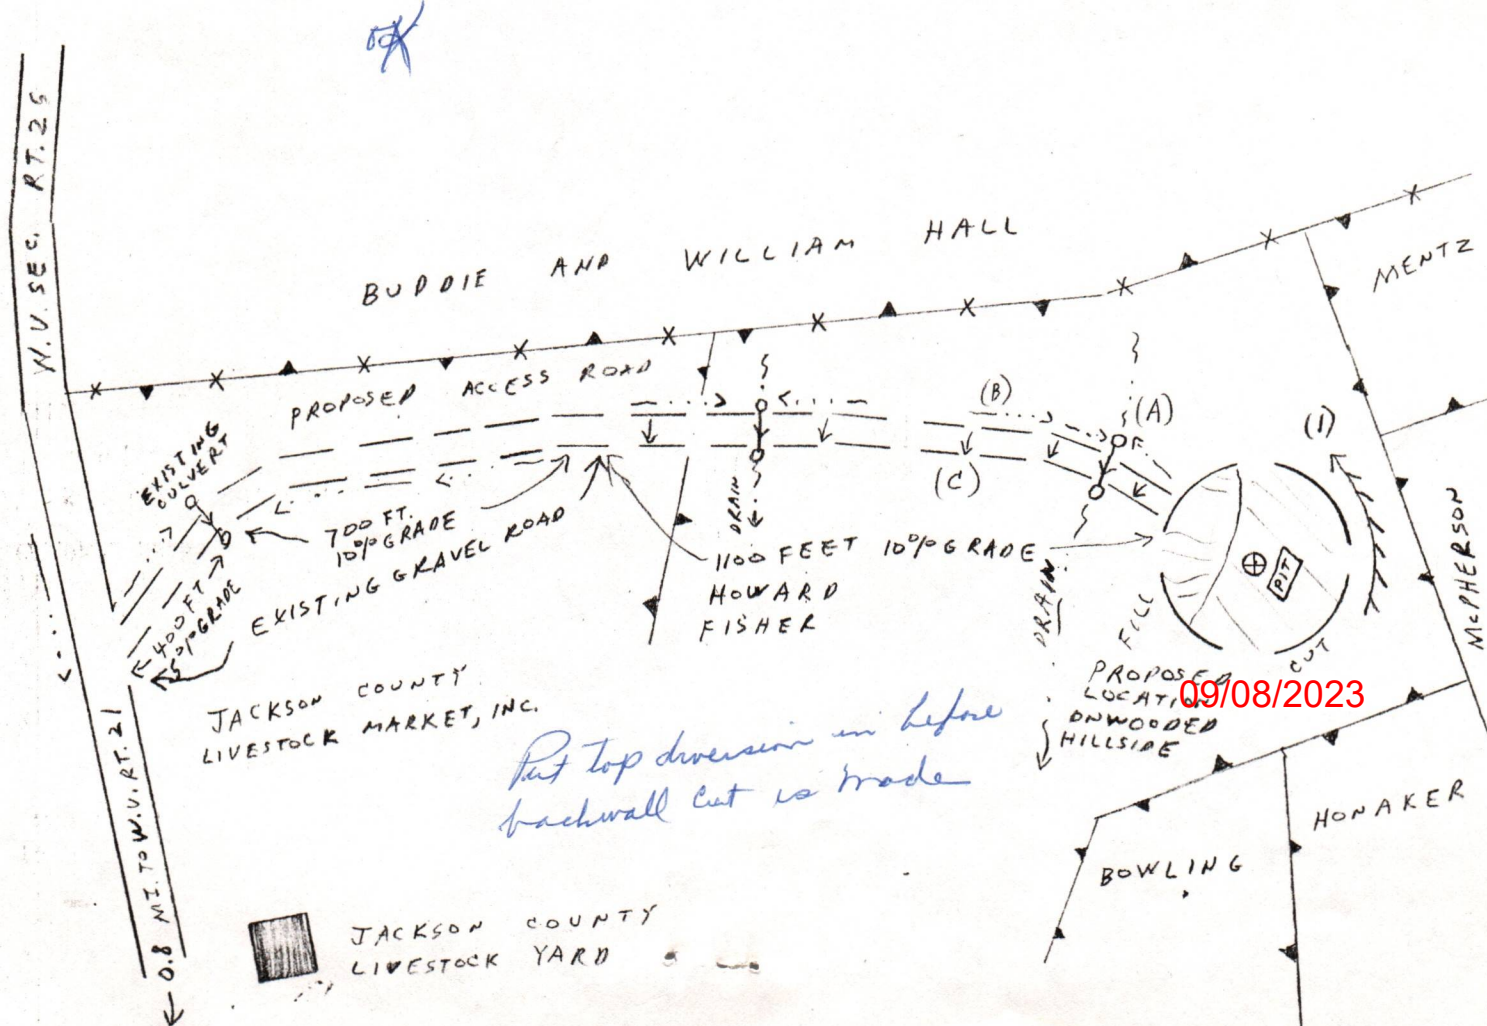 OK
W.V. SEC. RT. 25
BUDDIE AND WILLIAM HALL
MENTZ
PROPOSED ACCESS ROAD
(B)
(A)
(1)
EXISTING
CULVERT
(C)
700 FT.
10% GRADE
EXISTING GRAVEL ROAD
DRAIN
1100 FEET 10% GRADE
HOWARD
FISHER
400 FT
5% GRADE
DRAIN
FILL
PIT
CUT
McPHERSON
PROPOSED
LOCATION
ONWOODED
HILLSIDE
09/08/2023
JACKSON COUNTY
LIVESTOCK MARKET, INC.
Put top diversion in before
backwall cut is made
HONAKER
BOWLING
0.8 MI. TO W.V. RT. 21
JACKSON COUNTY
LIVESTOCK YARD